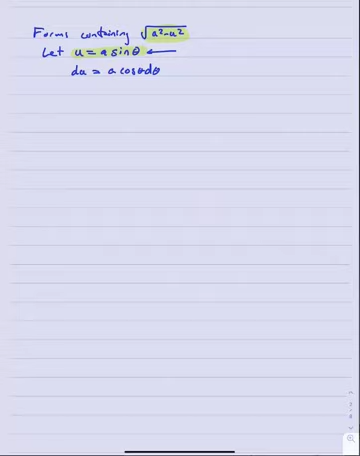 Forms containing √a²-u²
Let u = a sinθ ←
du = a cosθdθ